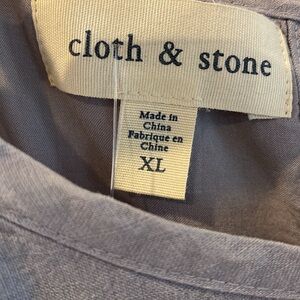 cloth & stone
Made in
China
Fabrique en
Chine
XL